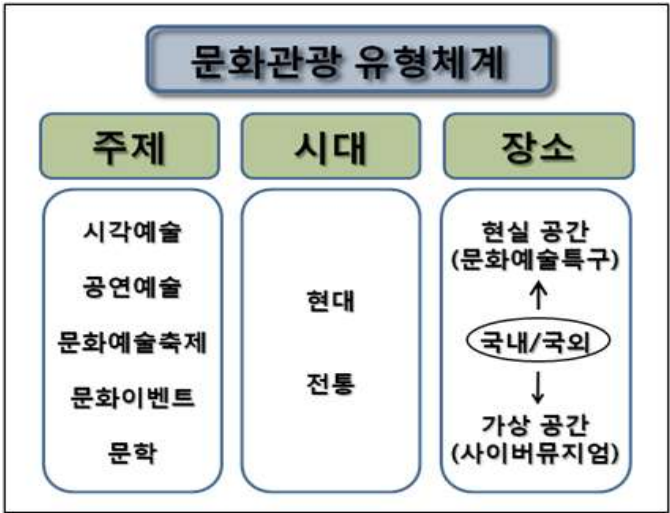 문화관광 유형체계
주제
시각예술
공연예술
문화예술축제
문화이벤트
문학
시대
현대
전통
장소
현실 공간
(문화예술특구)
국내/국외
가상 공간
(사이버뮤지엄)